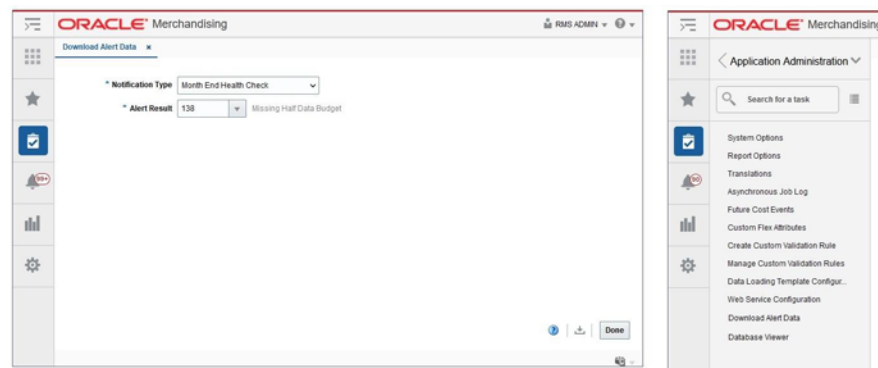 ORACLE® Merchandising
RMS ADMIN
Download Alert Data ×
* Notification Type Month End Health Check
* Alert Result 138 Missing Half Data Budget
99+
Done
ORACLE® Merchandising
Application Administration
Search for a task
System Options
Report Options
Translations
Asynchronous Job Log
Future Cost Events
Custom Flex Attributes
Create Custom Validation Rule
Manage Custom Validation Rules
Data Loading Template Configur...
Web Service Configuration
Download Alert Data
Database Viewer